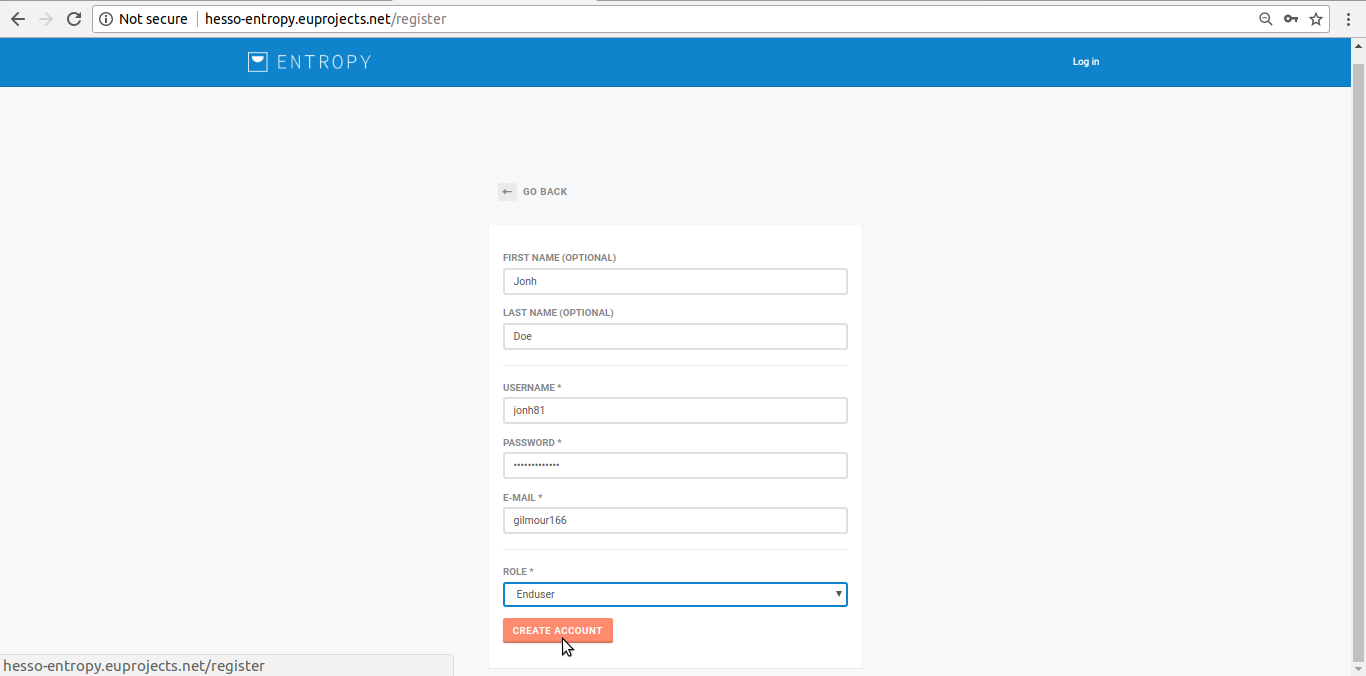 Not secure hesso-entropy.euprojects.net/register
ENTROPY
Log in
GO BACK
FIRST NAME (OPTIONAL)
Jonh
LAST NAME (OPTIONAL)
Doe
USERNAME *
jonh81
PASSWORD *
•••••••••••••
E-MAIL *
gilmour166
ROLE *
Enduser
CREATE ACCOUNT
hesso-entropy.euprojects.net/register